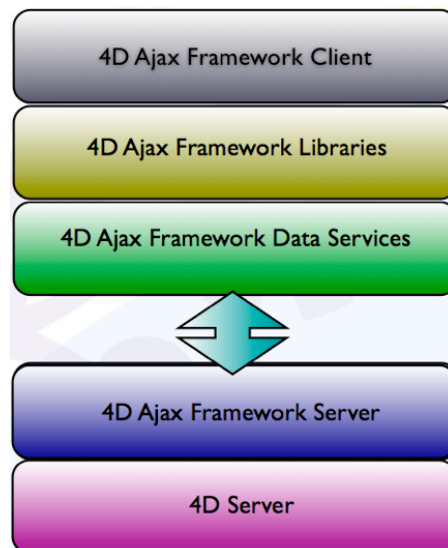 4D Ajax Framework Client
4D Ajax Framework Libraries
4D Ajax Framework Data Services
4D Ajax Framework Server
4D Server